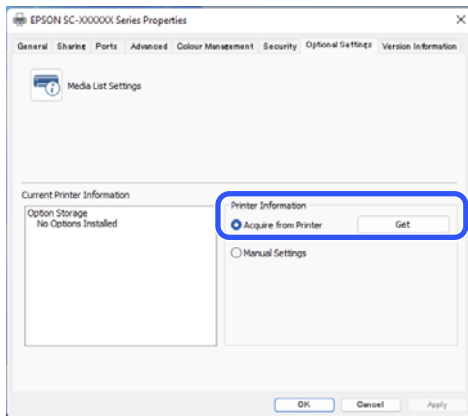 EPSON SC-XXXXXX Series Properties
General Sharing Ports Advanced Colour Management Security Optional Settings Version Information
Media List Settings
Current Printer Information
Option Storage
No Options Installed
Printer Information
Acquire from Printer
Get
Manual Settings
OK Cancel Apply